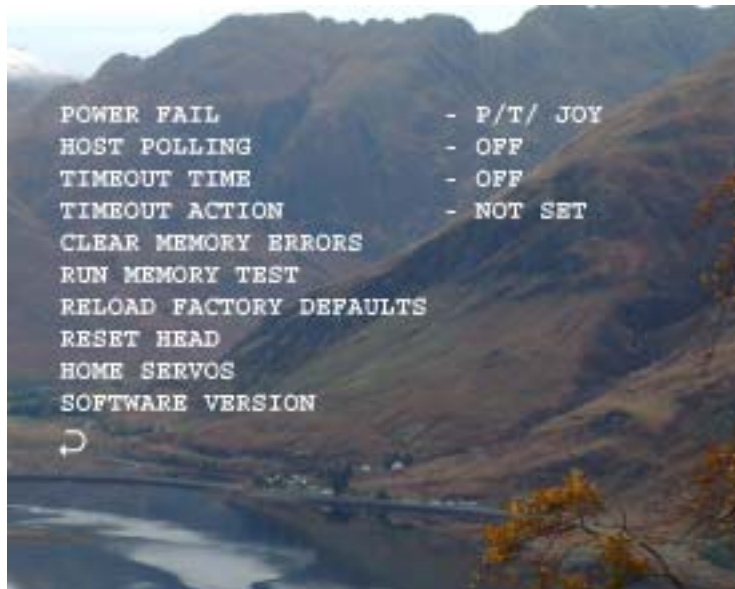 POWER FAIL - P/T/ JOY
HOST POLLING - OFF
TIMEOUT TIME - OFF
TIMEOUT ACTION - NOT SET
CLEAR MEMORY ERRORS
RUN MEMORY TEST
RELOAD FACTORY DEFAULTS
RESET HEAD
HOME SERVOS
SOFTWARE VERSION